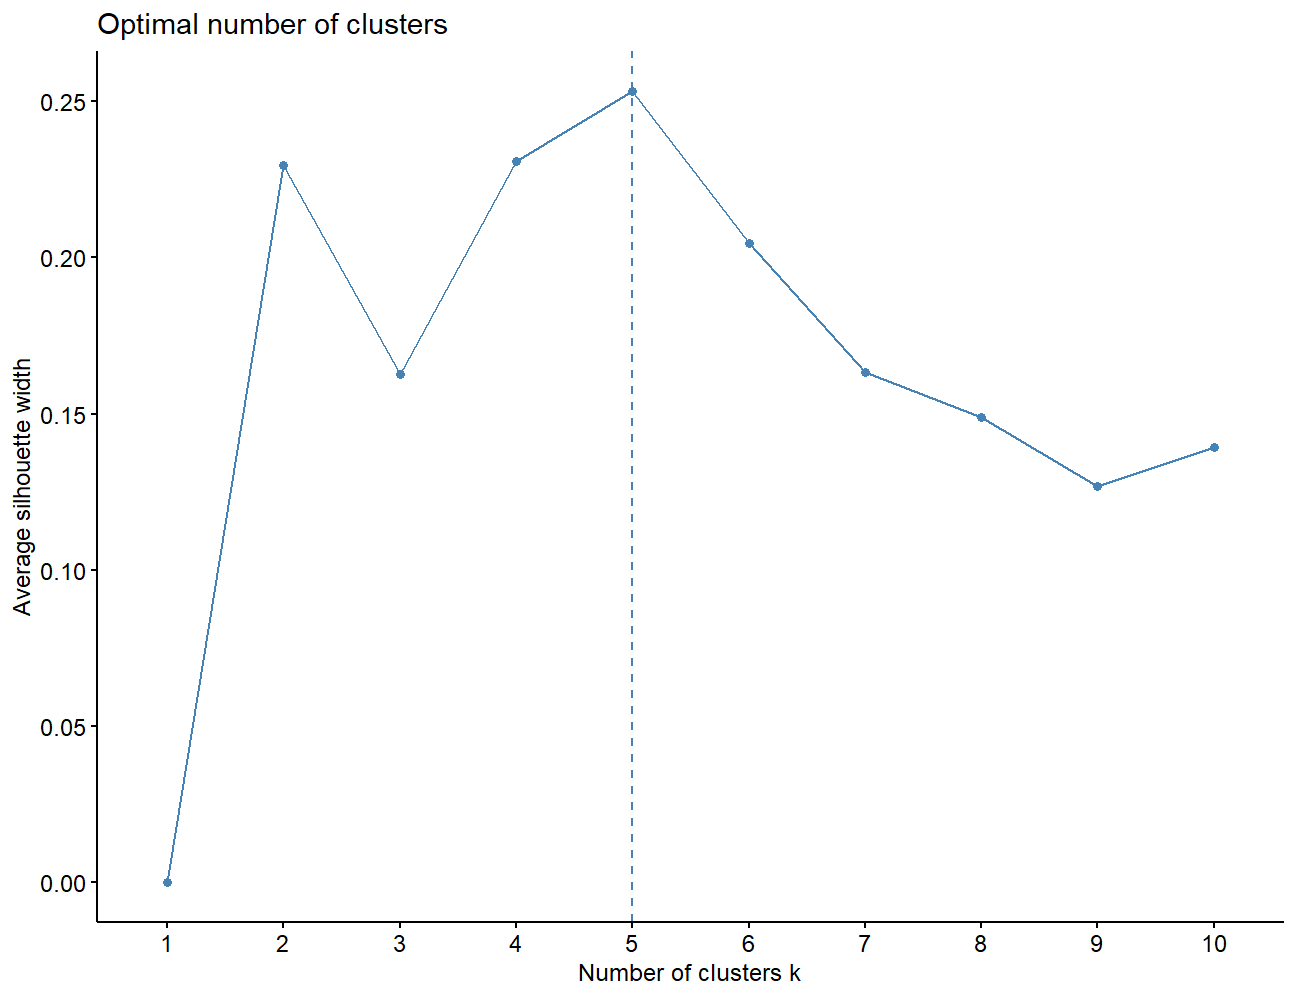 Optimal number of clusters
0.25
0.20
0.15
0.10
0.05
0.00
Average silhouette width
1 2 3 4 5 6 7 8 9 10
Number of clusters k